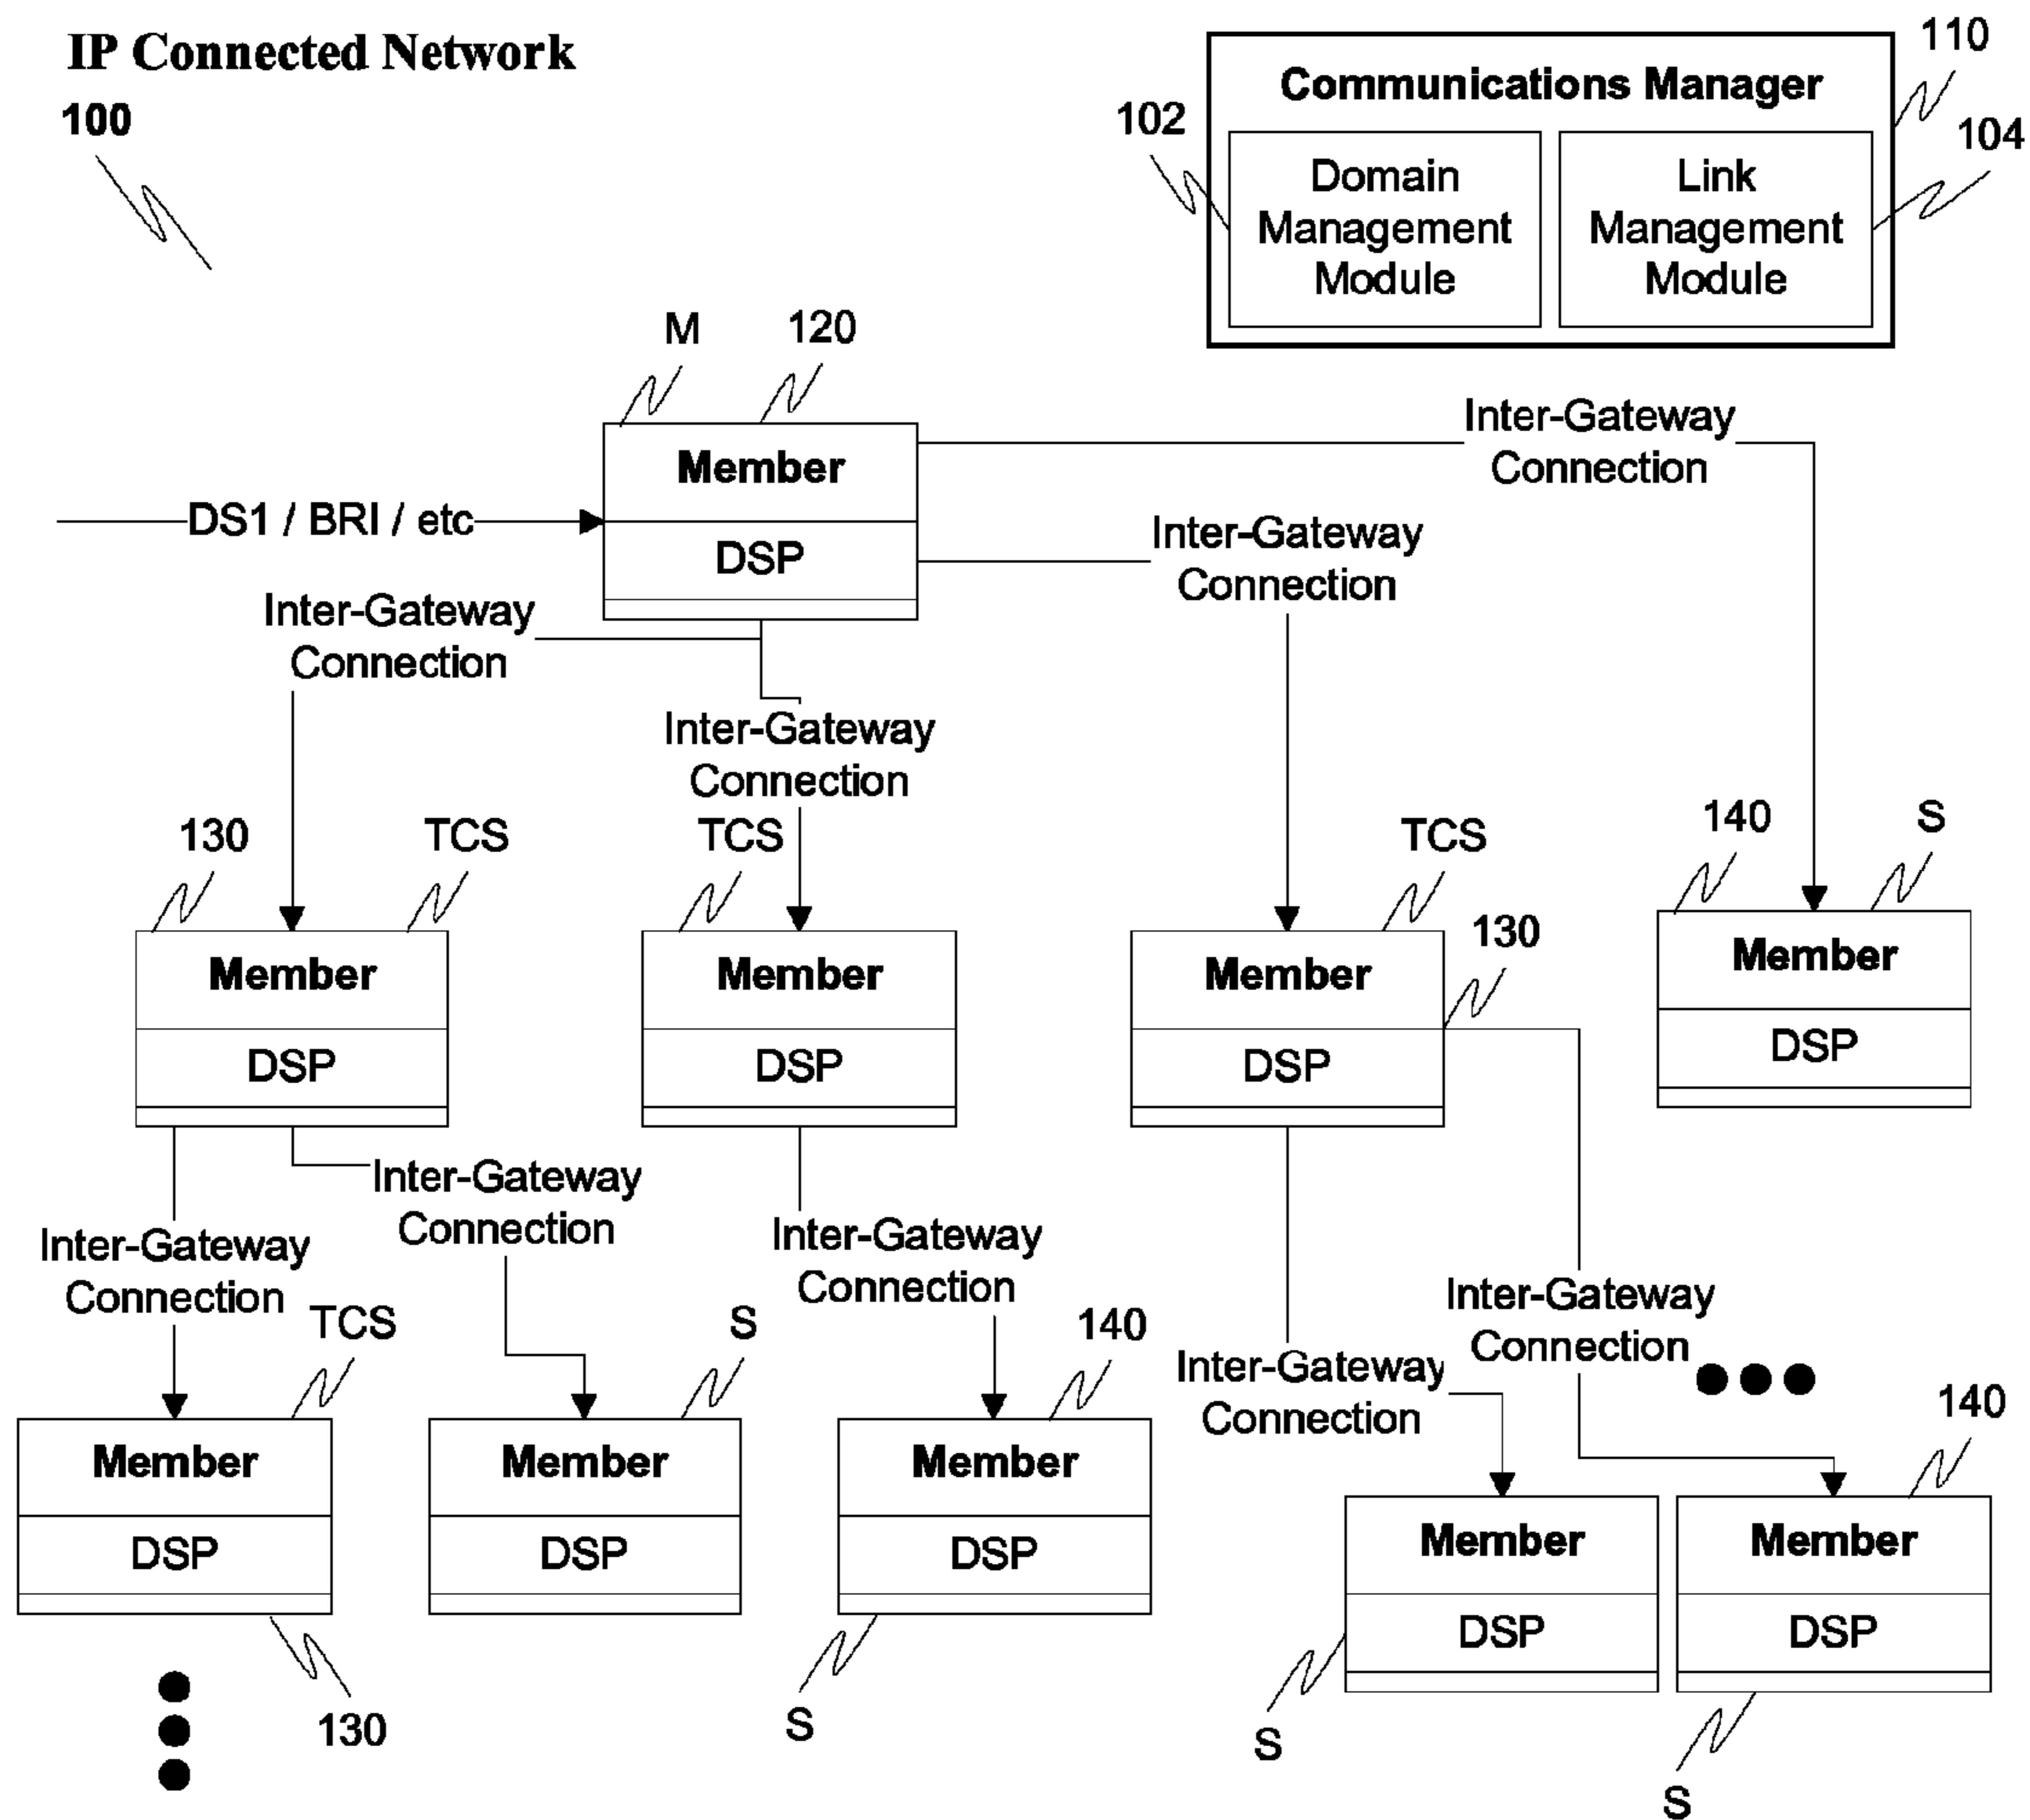 IP Connected Network
100
110
Communications Manager
102
104
Domain
Management
Module
Link
Management
Module
M
120
Member
DSP
DS1 / BRI / etc
Inter-Gateway
Connection
Inter-Gateway
Connection
Inter-Gateway
Connection
Inter-Gateway
Connection
130
TCS
TCS
TCS
130
140
S
Member
DSP
Member
DSP
Member
DSP
Member
DSP
Inter-Gateway
Connection
Inter-Gateway
Connection
Inter-Gateway
Connection
Inter-Gateway
Connection
Inter-Gateway
Connection
TCS
S
140
140
Member
DSP
Member
DSP
Member
DSP
Member
DSP
Member
DSP
130
S
S
S